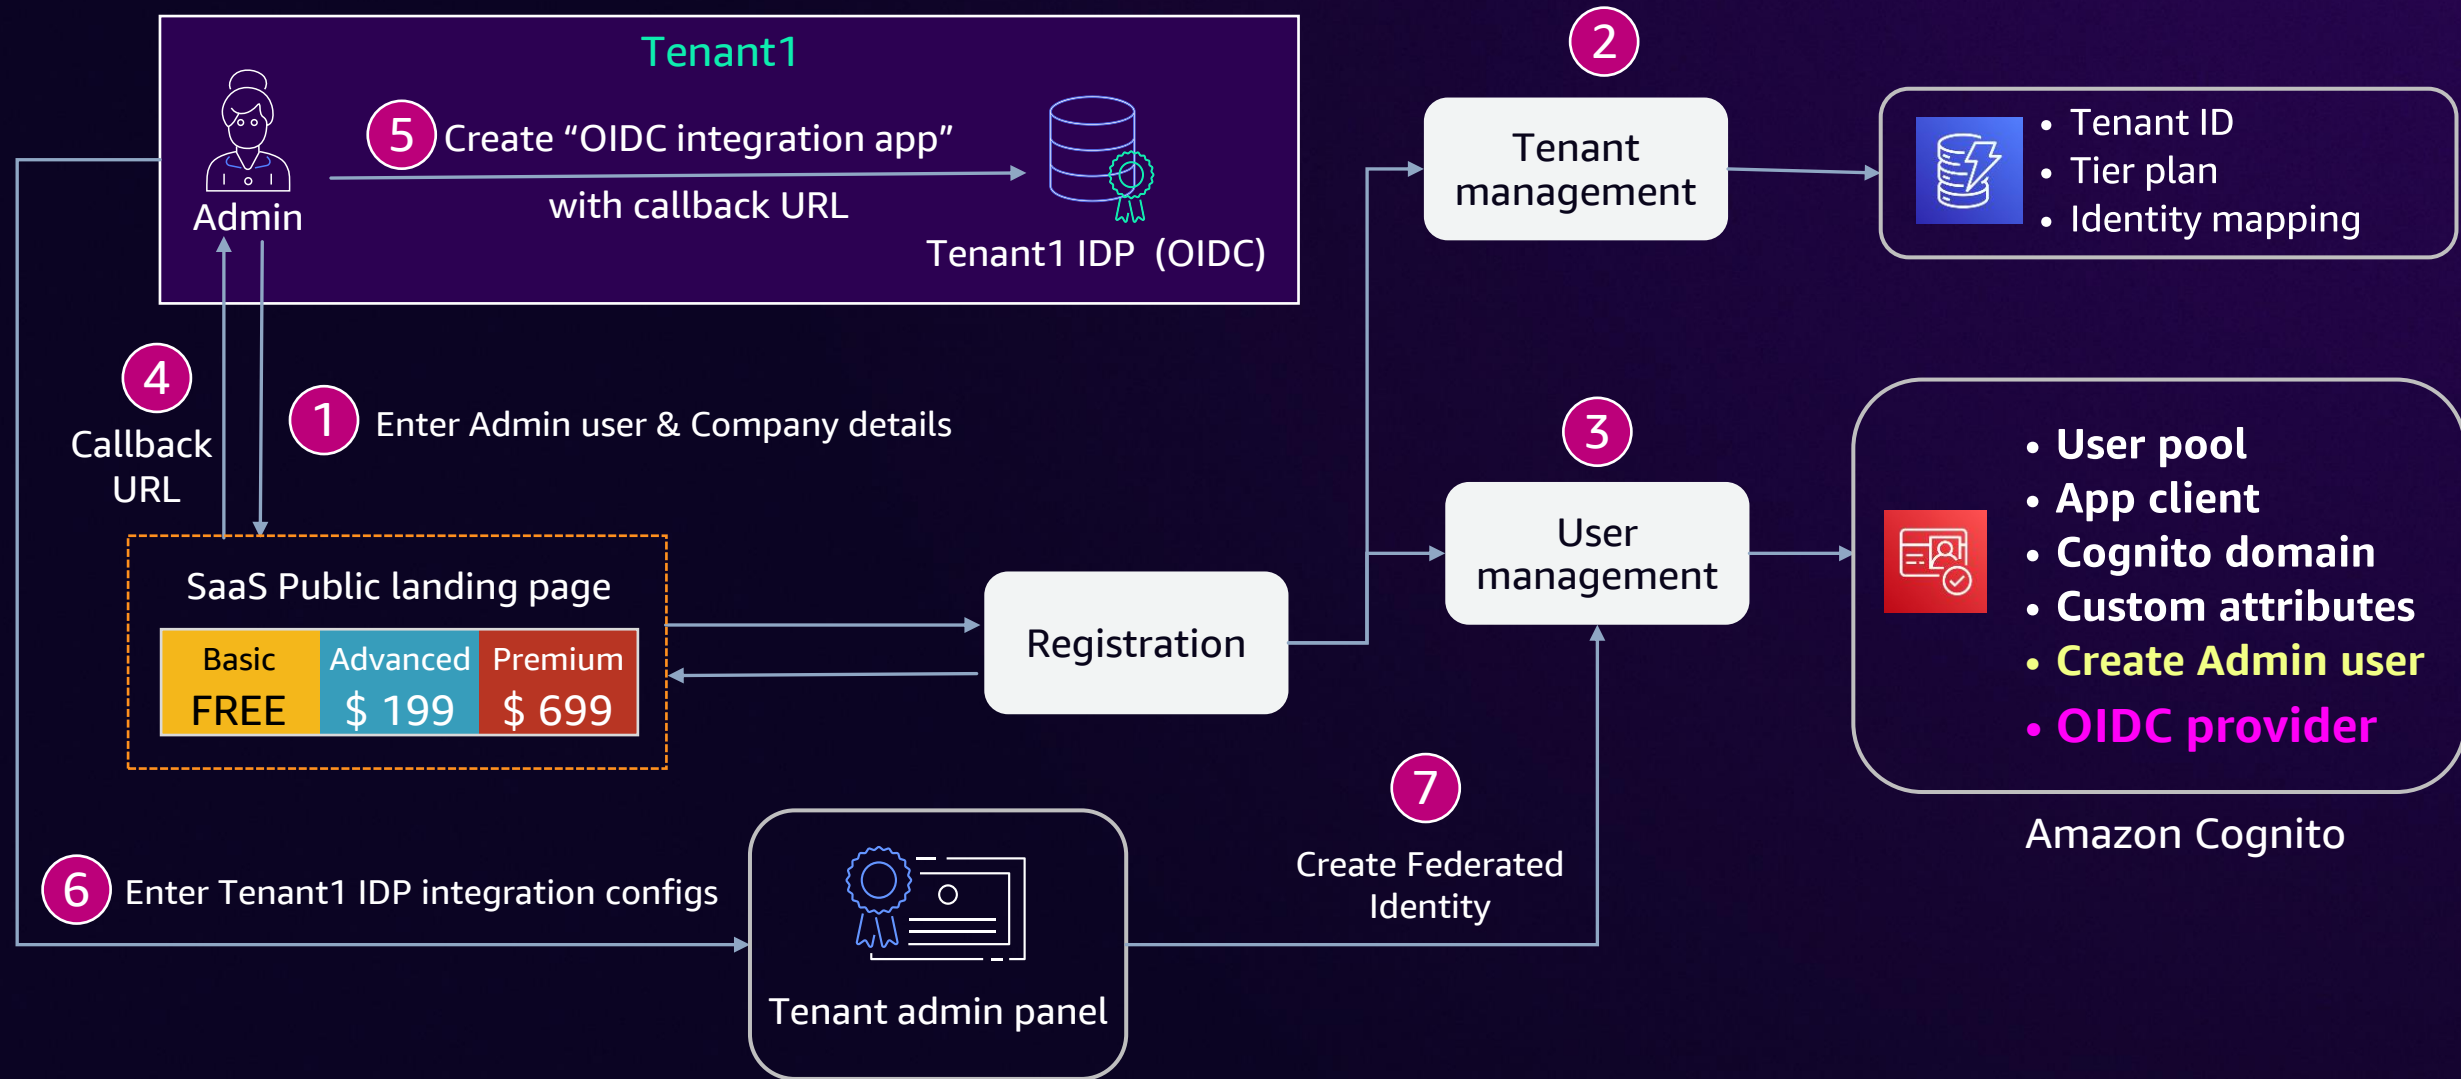 Tenant1
5
Create “OIDC integration app”
with callback URL
Admin
Tenant1 IDP (OIDC)
2
Tenant
management
• Tenant ID
• Tier plan
• Identity mapping
4
Callback
URL
1
Enter Admin user & Company details
3
User
management
• User pool
• App client
• Cognito domain
• Custom attributes
• Create Admin user
• OIDC provider
Amazon Cognito
SaaS Public landing page
Basic
FREE
Advanced
$ 199
Premium
$ 699
Registration
6
Enter Tenant1 IDP integration configs
Tenant admin panel
7
Create Federated
Identity